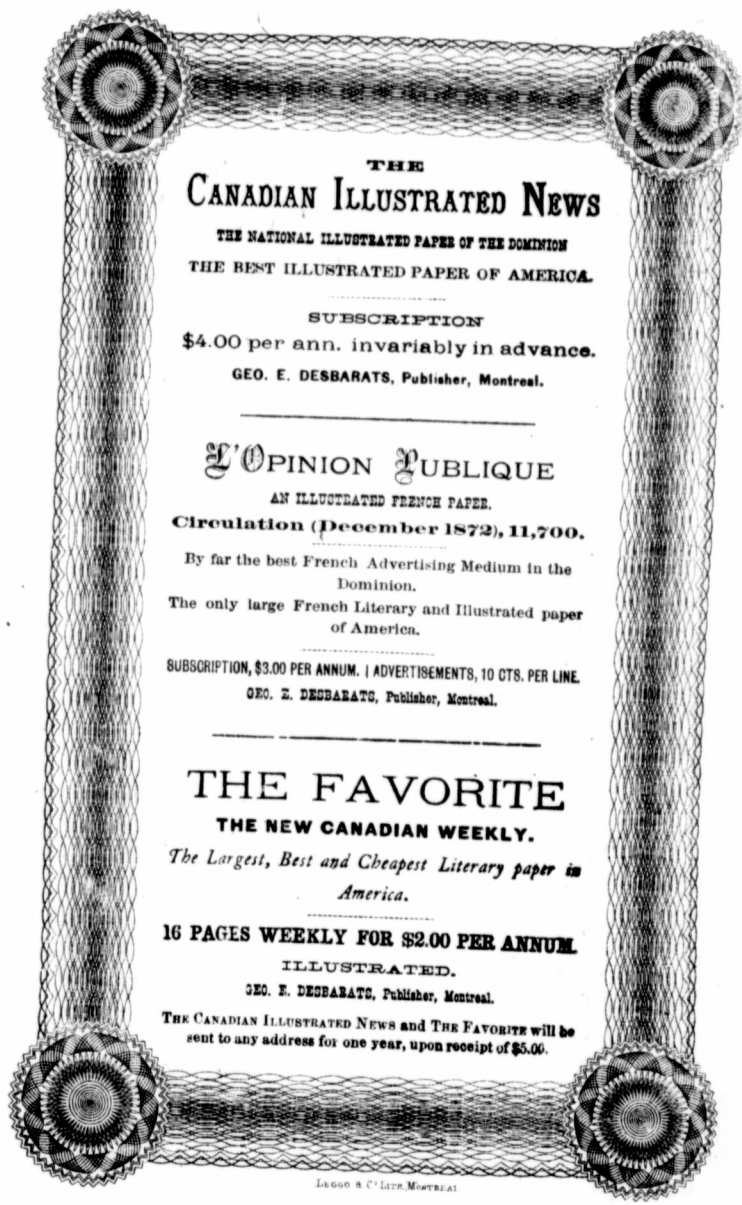 THE
CANADIAN ILLUSTRATED NEWS
THE NATIONAL ILLUSTRATED PAPER OF THE DOMINION
THE BEST ILLUSTRATED PAPER OF AMERICA.
SUBSCRIPTION
$4.00 per ann. invariably in advance.
GEO. E. DESBARATS, Publisher, Montreal.
L'OPINION PUBLIQUE
AN ILLUSTRATED FRENCH PAPER.
Circulation (December 1872), 11,700.
By far the best French Advertising Medium in the
Dominion.
The only large French Literary and Illustrated paper
of America.
SUBSCRIPTION, $3.00 PER ANNUM. | ADVERTISEMENTS, 10 CTS. PER LINE.
GEO. E. DESBARATS, Publisher, Montreal.
THE FAVORITE
THE NEW CANADIAN WEEKLY.
The Largest, Best and Cheapest Literary paper in
America.
16 PAGES WEEKLY FOR $2.00 PER ANNUM.
ILLUSTRATED.
GEO. E. DESBARATS, Publisher, Montreal.
THE CANADIAN ILLUSTRATED NEWS and THE FAVORITE will be
sent to any address for one year, upon receipt of $5.00.
LEGGO & Co LITH. MONTREAL